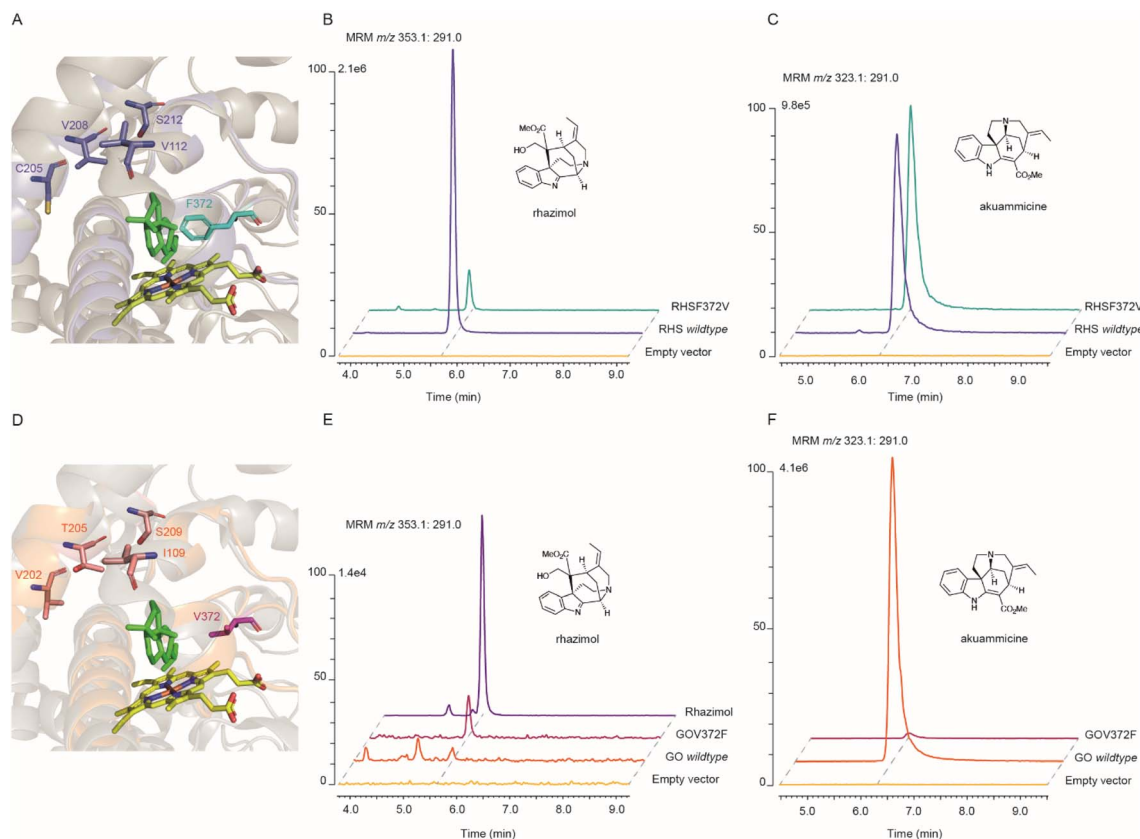 A
V208
S212
V112
C205
F372
B
MRM m/z 353.1: 291.0
100
2.1e6
50
0
MeO₂C
HO
H
N
N
H
rhazimol
RHSF372V
RHS wildtype
Empty vector
4.0 5.0 6.0 7.0 8.0 9.0
Time (min)
C
MRM m/z 323.1: 291.0
100
9.8e5
50
0
N
H
H
N
H
CO₂Me
akuammicine
RHSF372V
RHS wildtype
Empty vector
5.0 6.0 7.0 8.0 9.0
Time (min)
D
T205
S209
I109
V202
V372
E
MRM m/z 353.1: 291.0
100
1.4e4
50
0
MeO₂C
HO
H
N
N
H
rhazimol
Rhazimol
GOV372F
GO wildtype
Empty vector
4.0 5.0 6.0 7.0 8.0 9.0
Time (min)
F
MRM m/z 323.1: 291.0
100
4.1e6
50
0
N
H
H
N
H
CO₂Me
akuammicine
GOV372F
GO wildtype
Empty vector
5.0 6.0 7.0 8.0 9.0
Time (min)